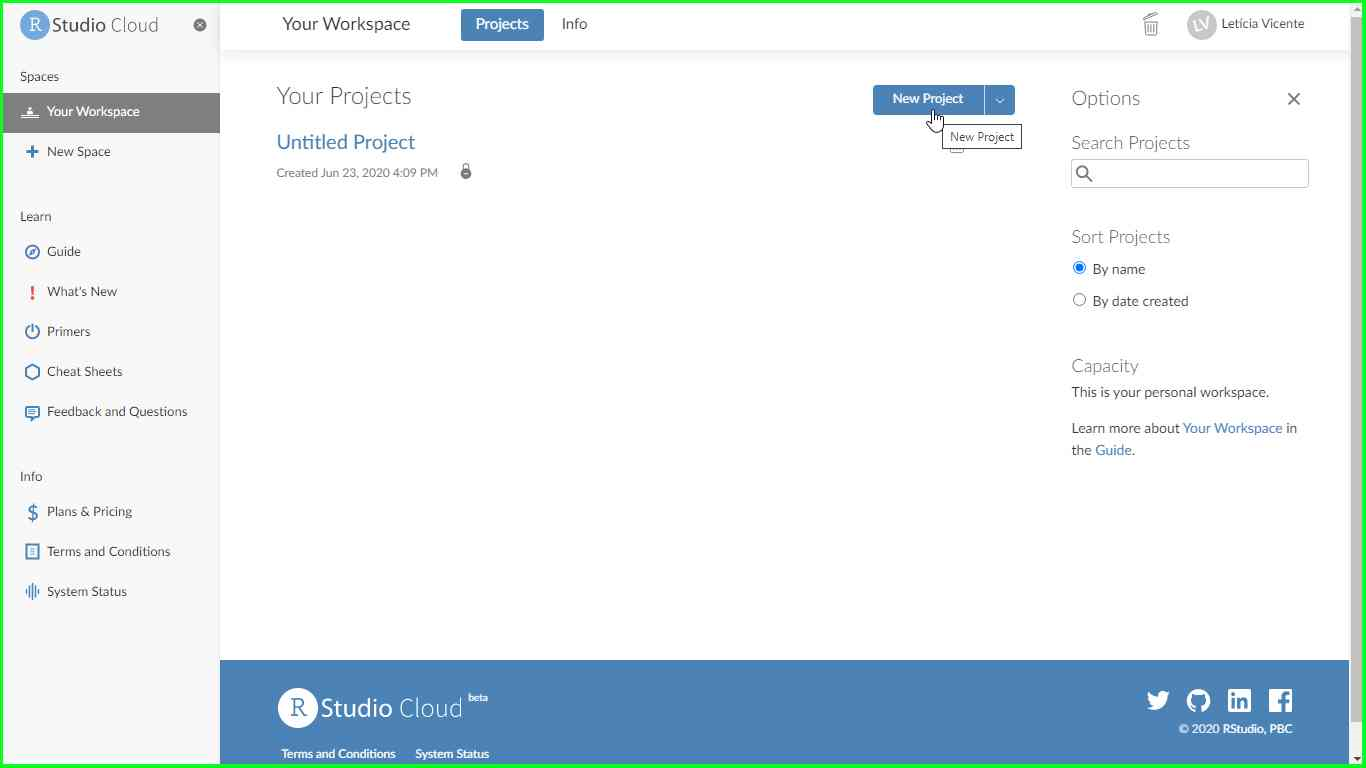 R Studio Cloud
Spaces
Your Workspace
New Space
Learn
Guide
What's New
Primers
Cheat Sheets
Feedback and Questions
Info
Plans & Pricing
Terms and Conditions
System Status
Your Workspace
Projects
Info
LV
Letícia Vicente
Your Projects
New Project
New Project
Untitled Project
Created Jun 23, 2020 4:09 PM
Options
Search Projects
Sort Projects
By name
By date created
Capacity
This is your personal workspace.
Learn more about Your Workspace in
the Guide.
R Studio Cloud beta
Terms and Conditions
System Status
© 2020 RStudio, PBC